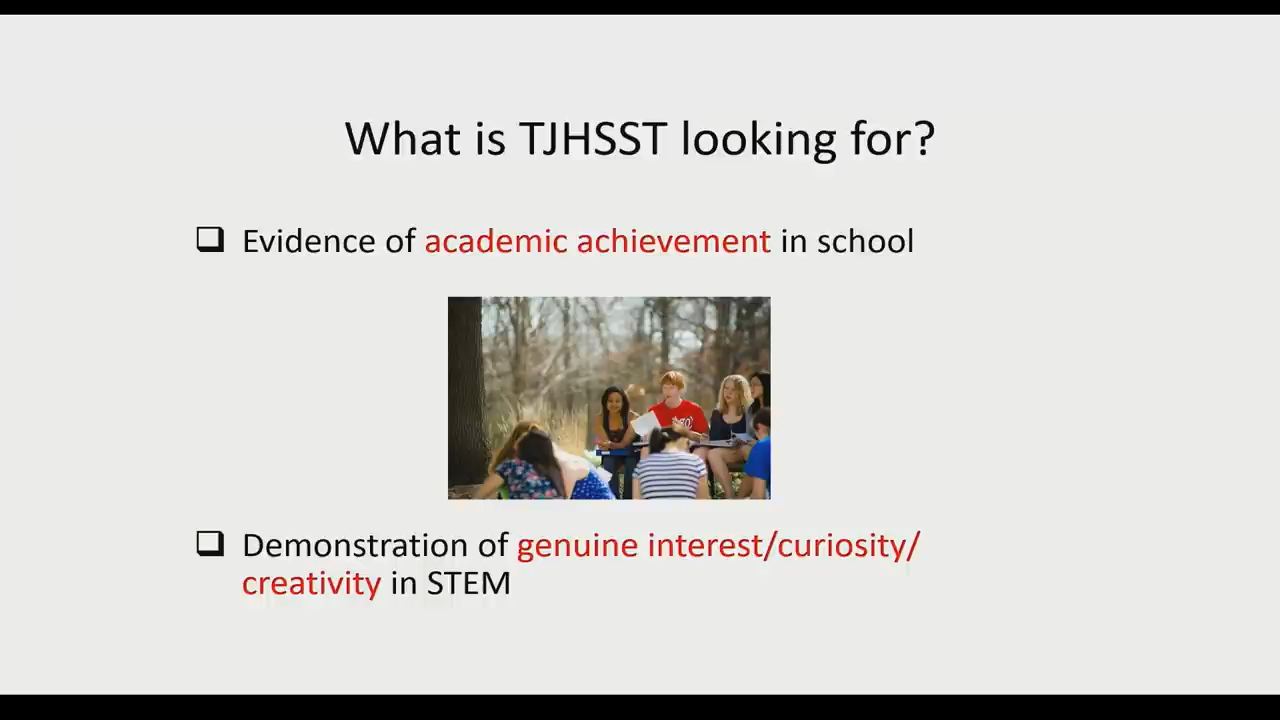 What is TJHSST looking for?
Evidence of academic achievement in school
Demonstration of genuine interest/curiosity/
creativity in STEM